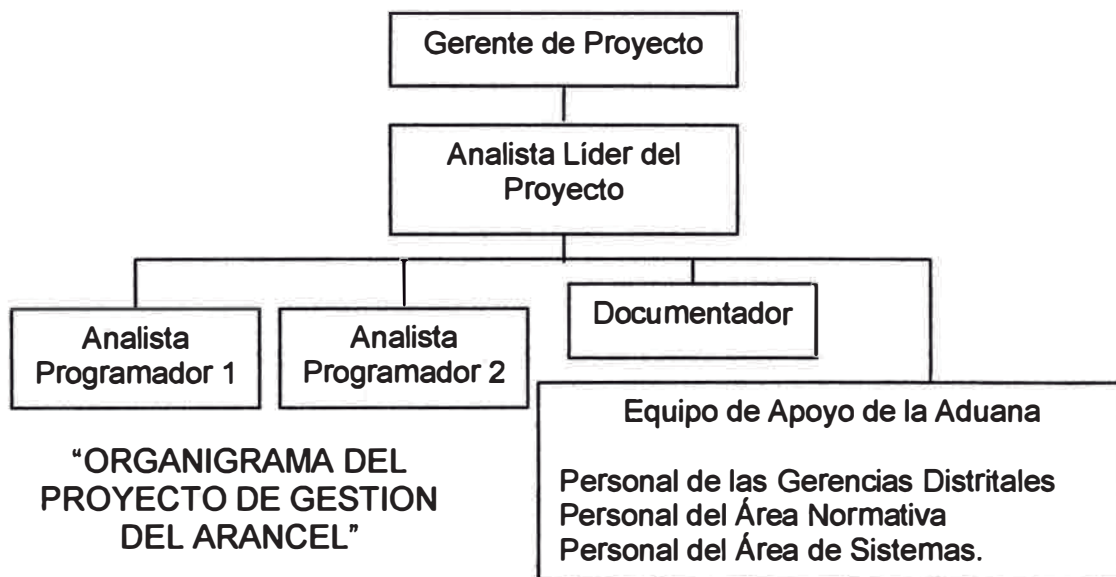 Gerente de Proyecto
Analista Líder del
Proyecto
Analista
Programador 1
Analista
Programador 2
Documentador
Equipo de Apoyo de la Aduana
Personal de las Gerencias Distritales
Personal del Área Normativa
Personal del Área de Sistemas.
“ORGANIGRAMA DEL
PROYECTO DE GESTION
DEL ARANCEL”